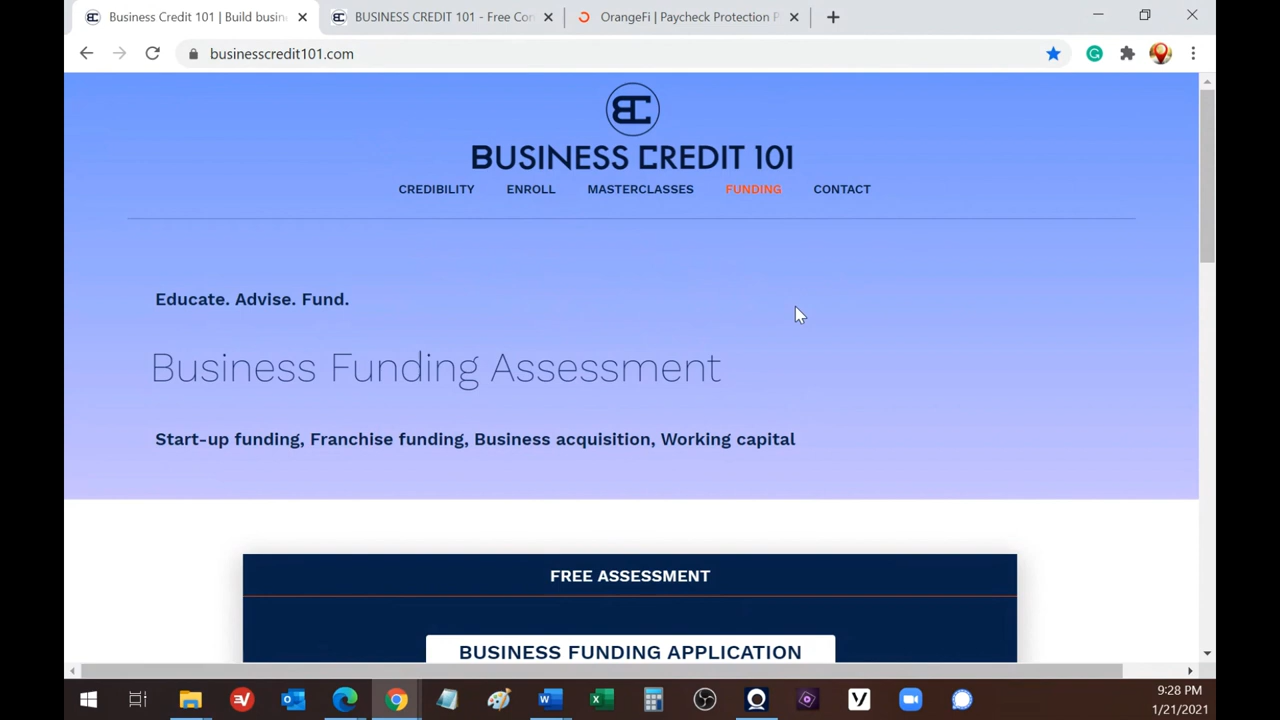 Business Credit 101 | Build busin
BUSINESS CREDIT 101 - Free Con
OrangeFi | Paycheck Protection P
businesscredit101.com
BC
BUSINESS CREDIT 101
CREDIBILITY ENROLL MASTERCLASSES FUNDING CONTACT
Educate. Advise. Fund.
Business Funding Assessment
Start-up funding, Franchise funding, Business acquisition, Working capital
FREE ASSESSMENT
BUSINESS FUNDING APPLICATION
9:28 PM
1/21/2021